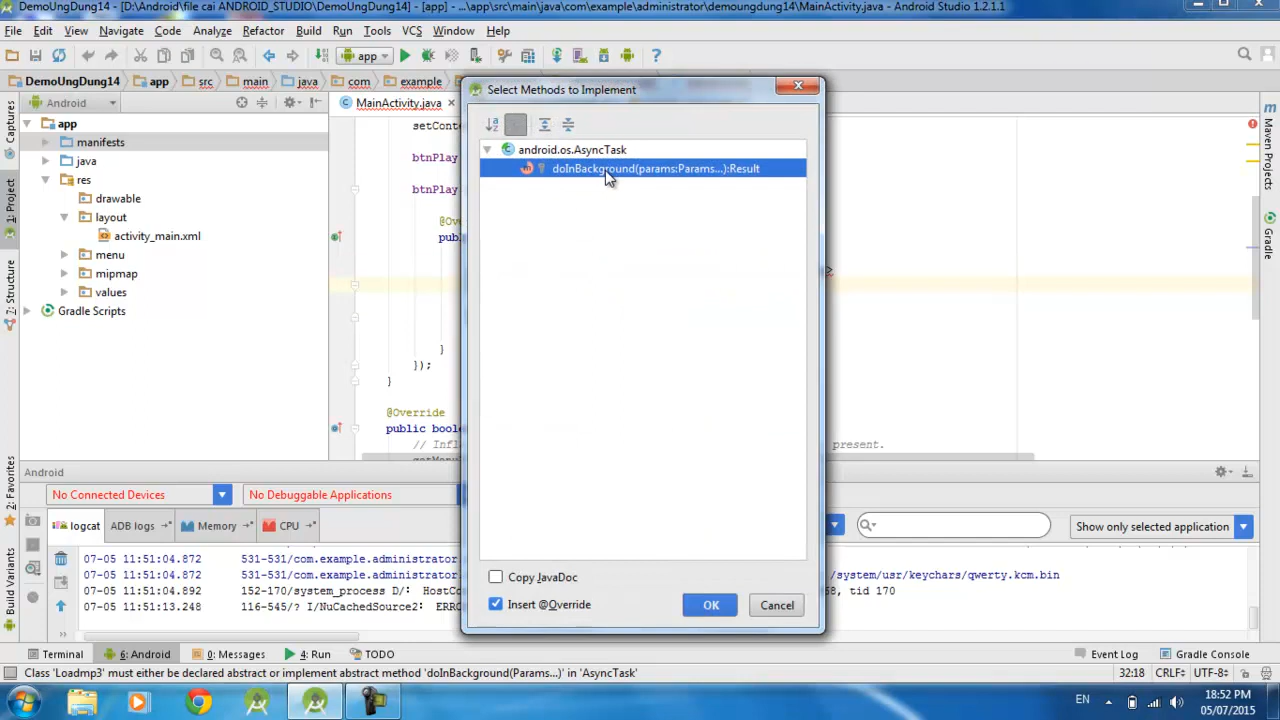 DemoUngDung14 - [D:\Android\file cai ANDROID_STUDIO\DemoUngDung14] - [app] - ...\app\src\main\java\com\example\administrator\demoungdung14\MainActivity.java - Android Studio 1.2.1.1
File Edit View Navigate Code Analyze Refactor Build Run Tools VCS Window Help
app
DemoUngDung14 app src main java com example
Select Methods to Implement
Android
MainActivity.java
Captures
1: Project
7: Structure
2: Favorites
Build Variants
Maven Projects
Gradle
app
manifests
java
res
drawable
layout
activity_main.xml
menu
mipmap
values
Gradle Scripts
setConte
btnPlay
btnPlay
@Ove
publ
}
});
}
@Override
public boole
// Infl
present.
getMenu
android.os.AsyncTask
doInBackground(params:Params...):Result
Copy JavaDoc
Insert @Override
OK Cancel
Android
No Connected Devices
No Debuggable Applications
logcat ADB logs Memory CPU
Show only selected application
07-05 11:51:04.872 531-531/com.example.administrator
07-05 11:51:04.872 531-531/com.example.administrator /system/usr/keychars/qwerty.kcm.bin
07-05 11:51:04.892 152-170/system_process D/: HostCo 58, tid 170
07-05 11:51:13.248 116-545/? I/NuCachedSource2: ERRO
Terminal 6: Android 0: Messages 4: Run TODO Event Log Gradle Console
Class 'Loadmp3' must either be declared abstract or implement abstract method 'doInBackground(Params...)' in 'AsyncTask'
32:18 CRLF UTF-8
EN
18:52 PM
05/07/2015